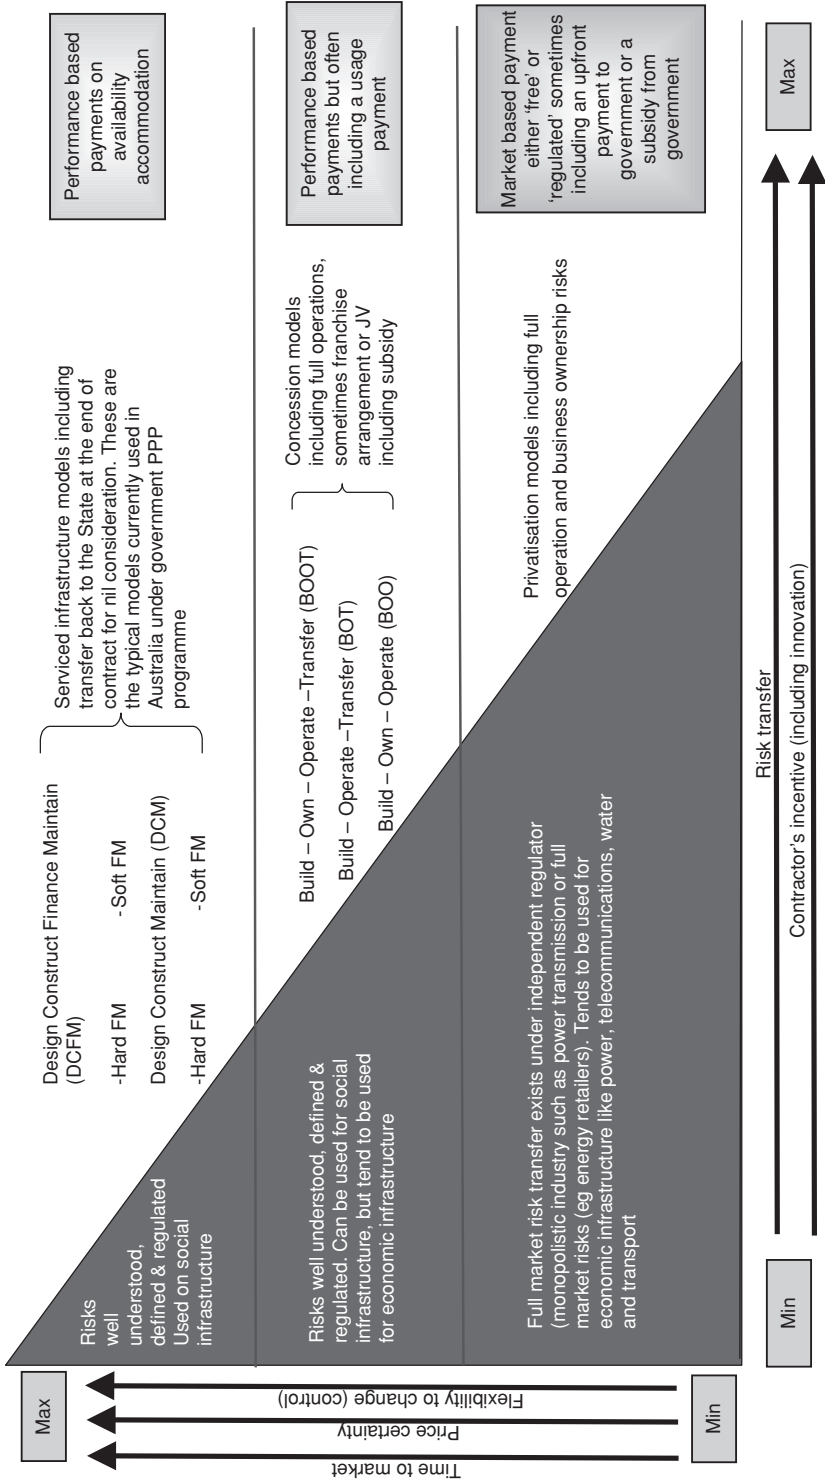 Max
Time to market
Price certainty
Flexibility to change (control)
Min
Risks
well
understood,
defined & regulated
Used on social
infrastructure
Design Construct Finance Maintain
(DCFM)
-Hard FM
-Soft FM
Design Construct Maintain (DCM)
-Hard FM
-Soft FM
Serviced infrastructure models including
transfer back to the State at the end of
contract for nil consideration. These are
the typical models currently used in
Australia under government PPP
programme
Performance based
payments on
availability
accommodation
Risks well understood, defined &
regulated. Can be used for social
infrastructure, but tend to be used
for economic infrastructure
Build – Own – Operate –Transfer (BOOT)
Build – Operate –Transfer (BOT)
Build – Own – Operate (BOO)
Concession models
including full operations,
sometimes franchise
arrangement or JV
including subsidy
Performance based
payments but often
including a usage
payment
Full market risk transfer exists under independent regulator
(monopolistic industry such as power transmission or full
market risks (eg energy retailers). Tends to be used for
economic infrastructure like power, telecommunications, water
and transport
Privatisation models including full
operation and business ownership risks
Market based payment
either ‘free’ or
‘regulated’ sometimes
including an upfront
payment to
government or a
subsidy from
government
Min
Risk transfer
Contractor’s incentive (including innovation)
Max